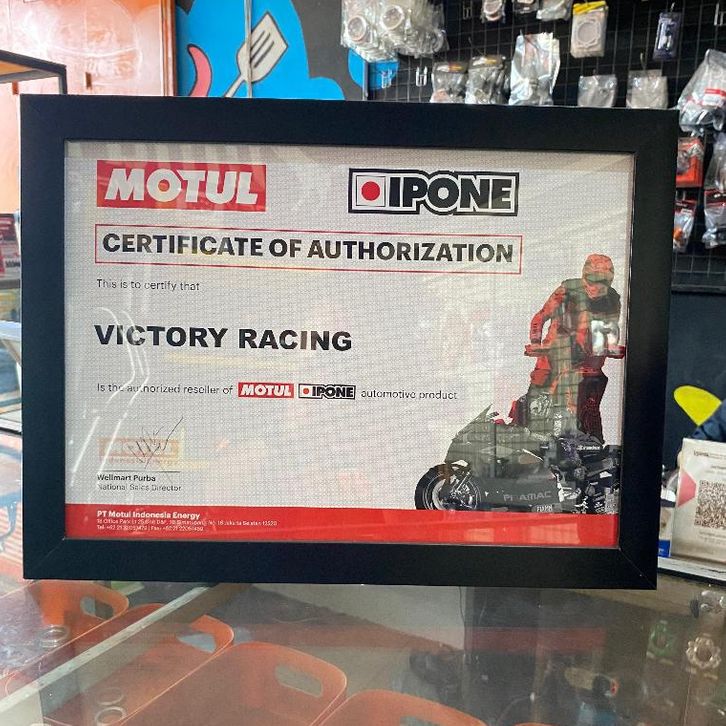 MOTUL IPONE
CERTIFICATE OF AUTHORIZATION
This is to certify that
VICTORY RACING
Is the authorized reseller of MOTUL IPONE automotive product
Wellmart Purba
National Sales Director
PT Motul Indonesia Energy